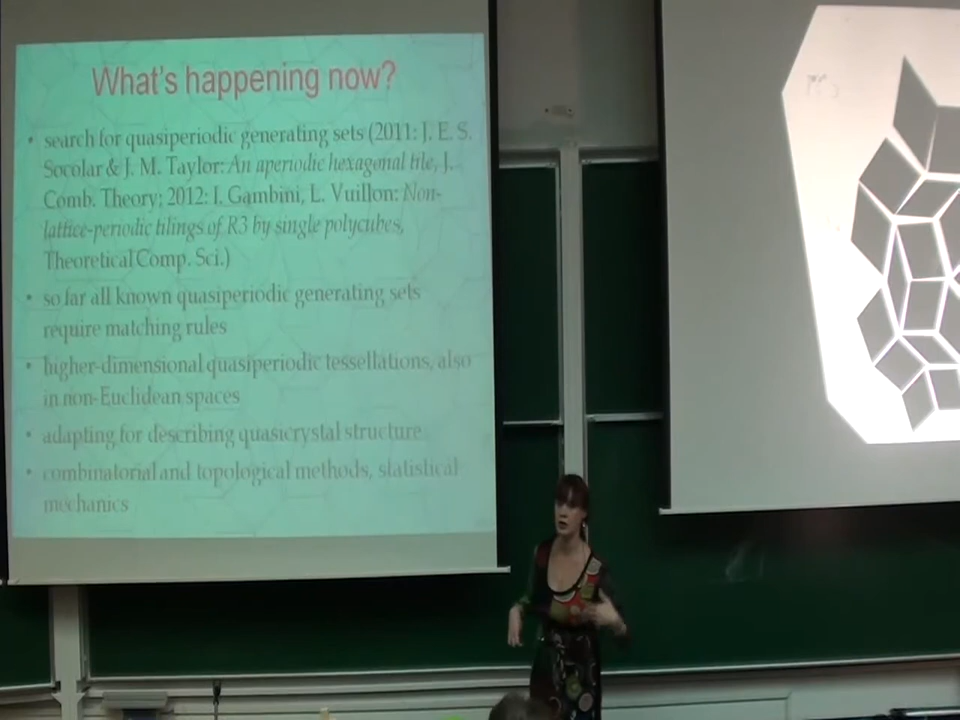 What's happening now?
• search for quasiperiodic generating sets (2011: J. E. S.
Socolar & J. M. Taylor: An aperiodic hexagonal tile, J.
Comb. Theory; 2012: I. Gambini, L. Vuillon: Non-
lattice-periodic tilings of R3 by single polycubes,
Theoretical Comp. Sci.)
• so far all known quasiperiodic generating sets
require matching rules
• higher-dimensional quasiperiodic tessellations, also
in non-Euclidean spaces
• adapting for describing quasicrystal structure
• combinatorial and topological methods, statistical
mechanics